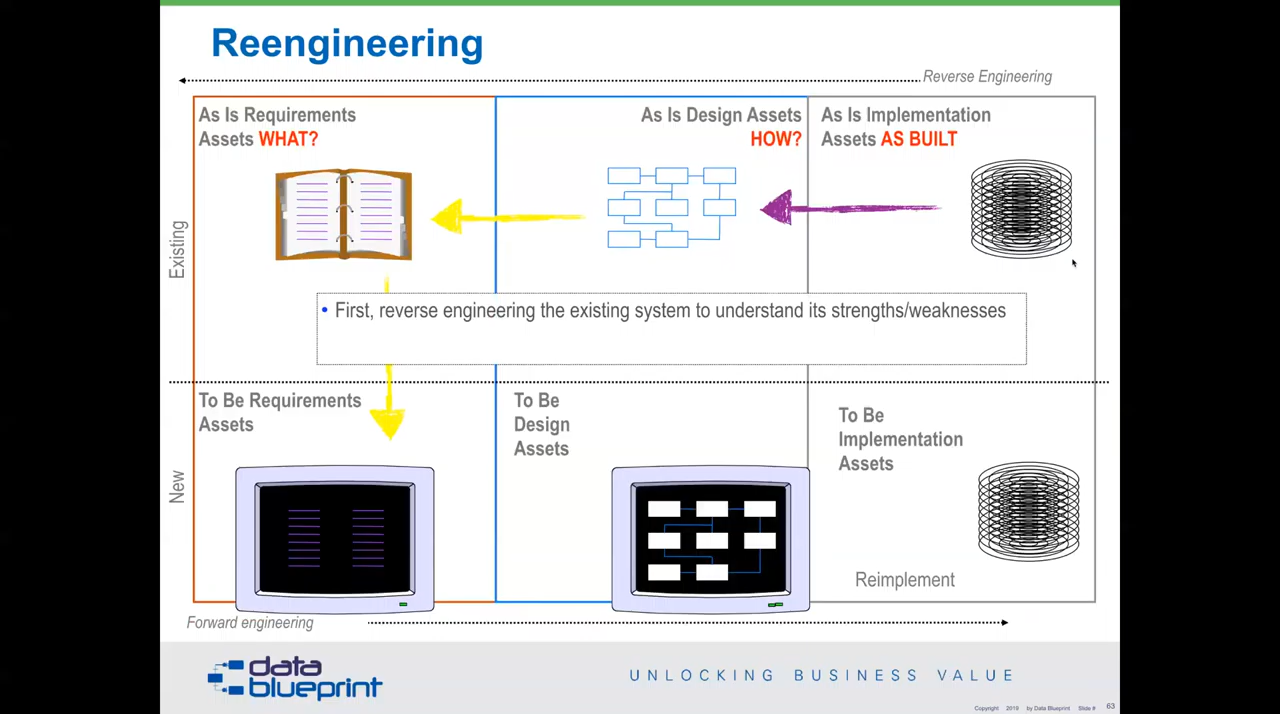 Reengineering
Reverse Engineering
As Is Requirements
Assets WHAT?
As Is Design Assets
HOW?
As Is Implementation
Assets AS BUILT
Existing
• First, reverse engineering the existing system to understand its strengths/weaknesses
To Be Requirements
Assets
To Be
Design
Assets
To Be
Implementation
Assets
New
Reimplement
Forward engineering
data
blueprint
UNLOCKING BUSINESS VALUE
Copyright 2019 by Data Blueprint Slide # 63